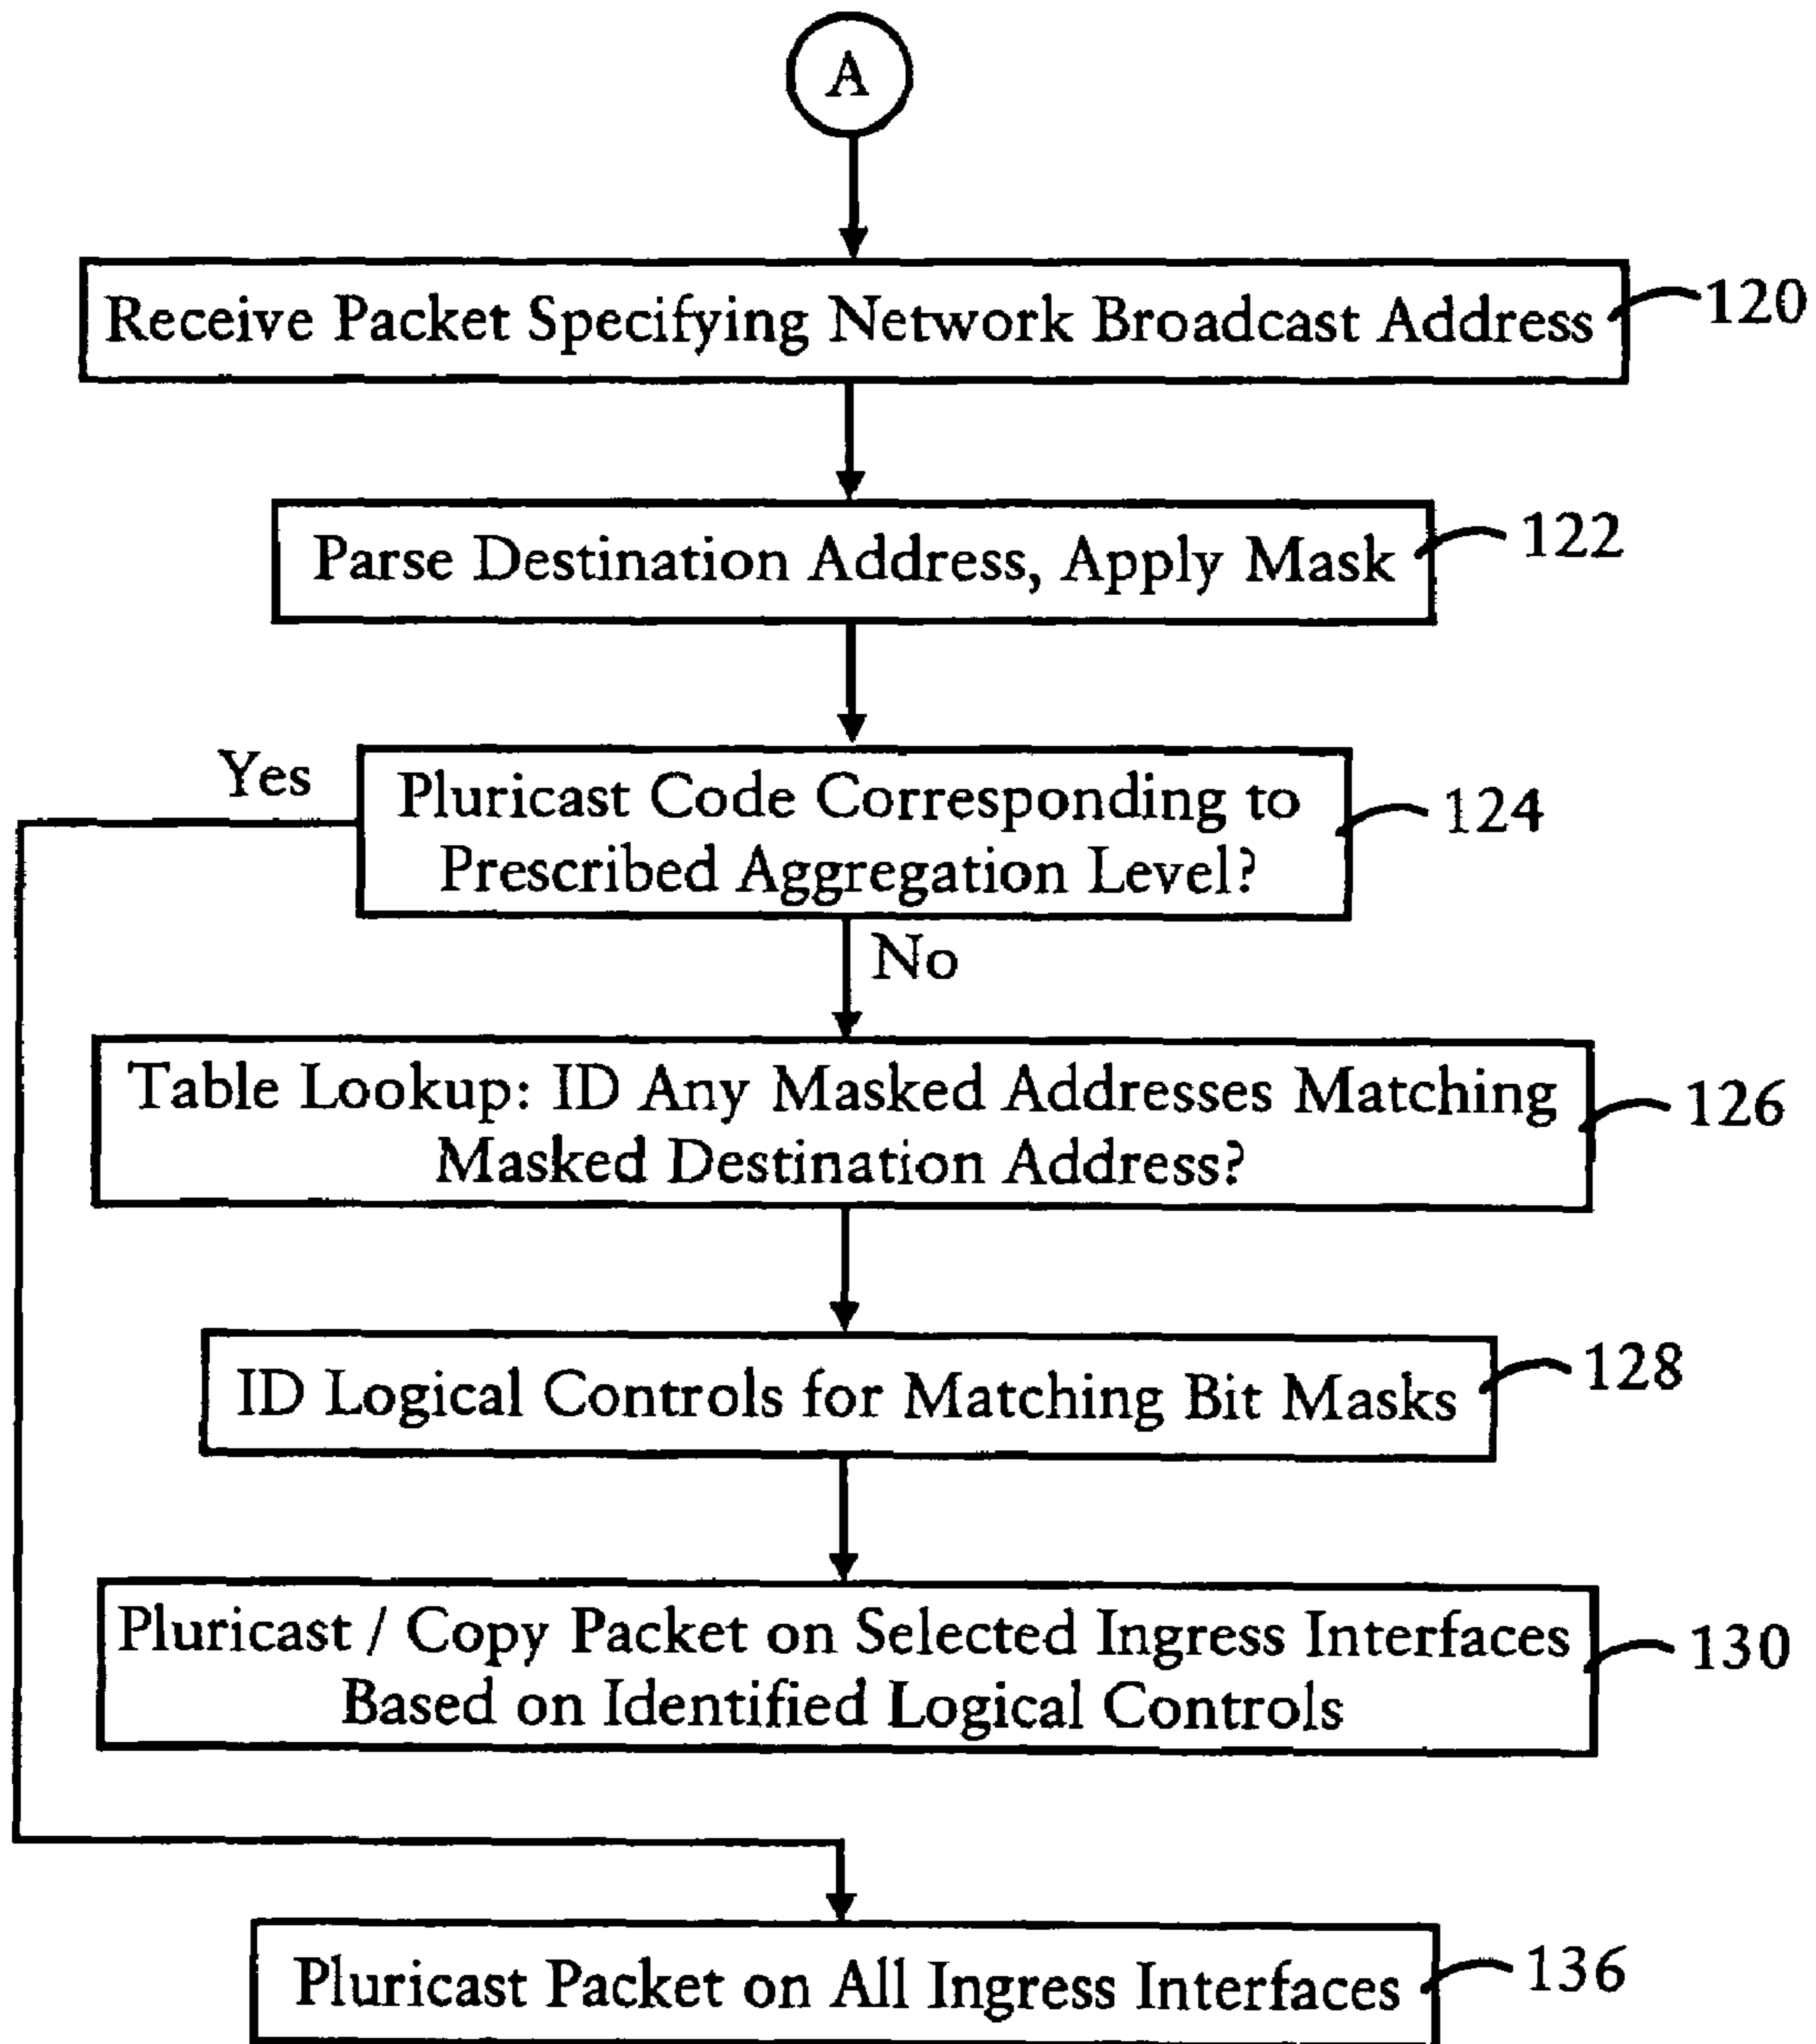 A
Receive Packet Specifying Network Broadcast Address
120
Parse Destination Address, Apply Mask
122
Yes
Pluricast Code Corresponding to
Prescribed Aggregation Level?
124
No
Table Lookup: ID Any Masked Addresses Matching
Masked Destination Address?
126
ID Logical Controls for Matching Bit Masks
128
Pluricast / Copy Packet on Selected Ingress Interfaces
Based on Identified Logical Controls
130
Pluricast Packet on All Ingress Interfaces
136